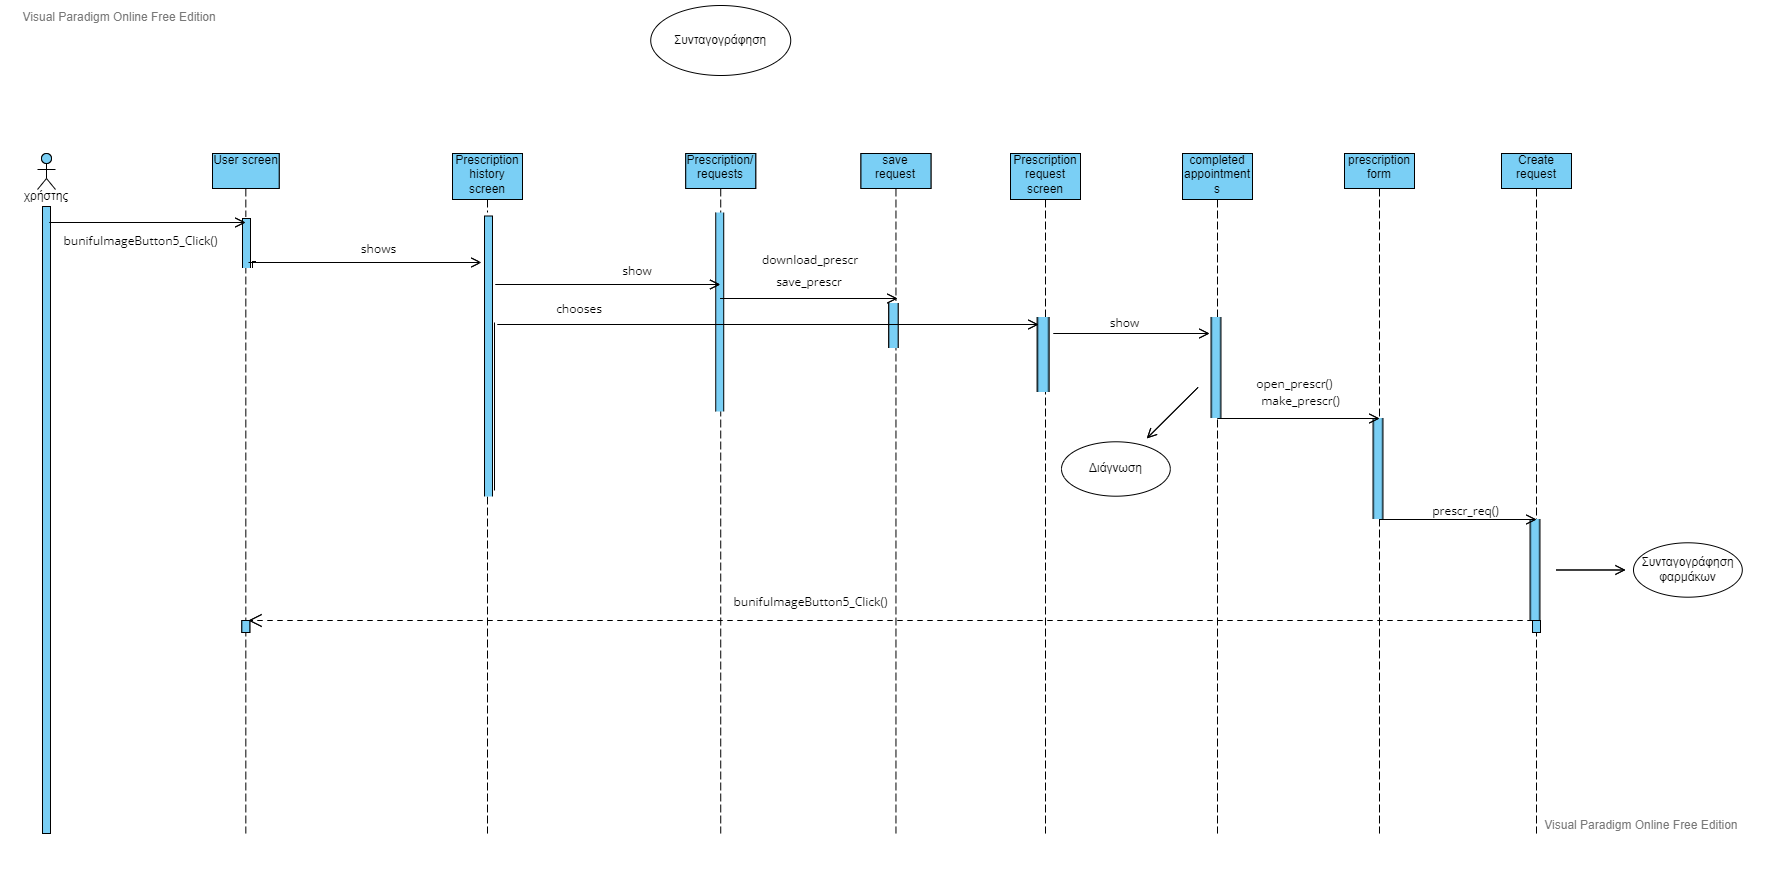 Visual Paradigm Online Free Edition
Συνταγογράφηση
χρήστης
User screen
Prescription
history
screen
Prescription/
requests
save
request
Prescription
request
screen
completed
appointment
s
prescription
form
Create
request
bunifuImageButton5_Click()
shows
show
download_prescr
save_prescr
chooses
show
open_prescr()
make_prescr()
Διάγνωση
prescr_req()
Συνταγογράφηση
φαρμάκων
bunifuImageButton5_Click()
Visual Paradigm Online Free Edition